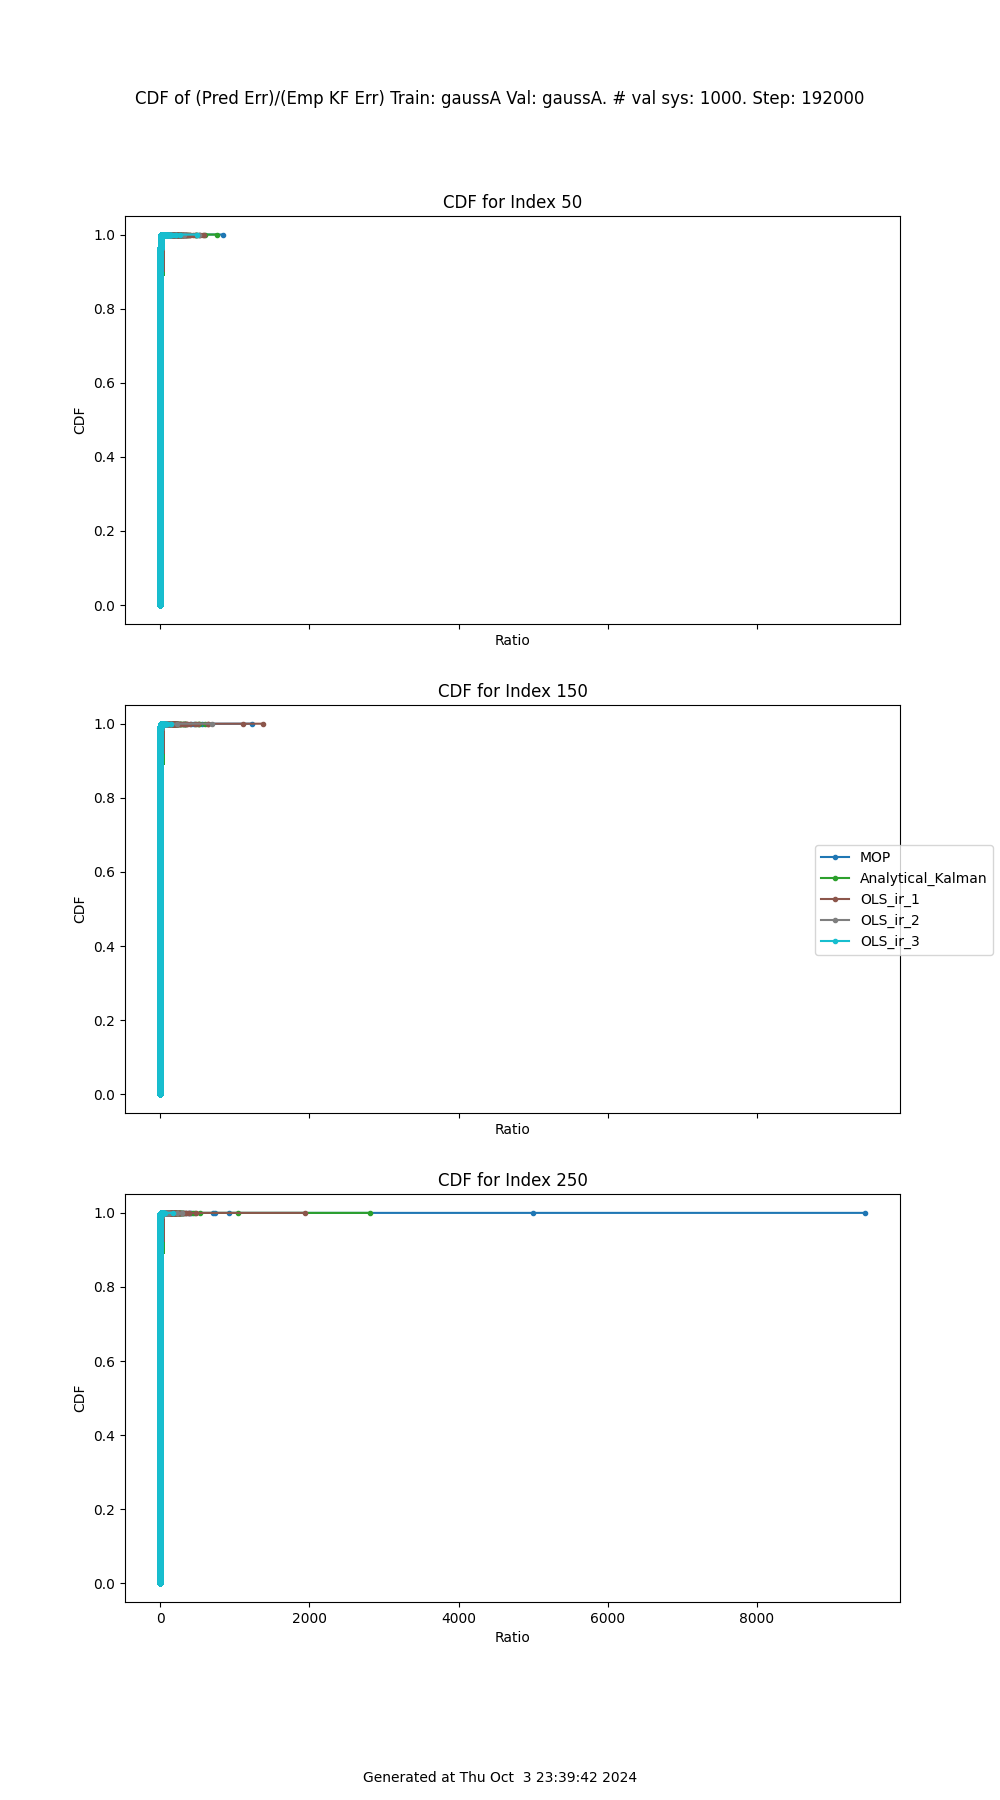 CDF of (Pred Err)/(Emp KF Err) Train: gaussA Val: gaussA. # val sys: 1000. Step: 192000
CDF for Index 50
1.0
0.8
0.6
0.4
0.2
0.0
CDF
Ratio
CDF for Index 150
1.0
0.8
0.6
0.4
0.2
0.0
CDF
Ratio
MOP
Analytical_Kalman
OLS_ir_1
OLS_ir_2
OLS_ir_3
CDF for Index 250
1.0
0.8
0.6
0.4
0.2
0.0
CDF
0 2000 4000 6000 8000
Ratio
Generated at Thu Oct  3 23:39:42 2024